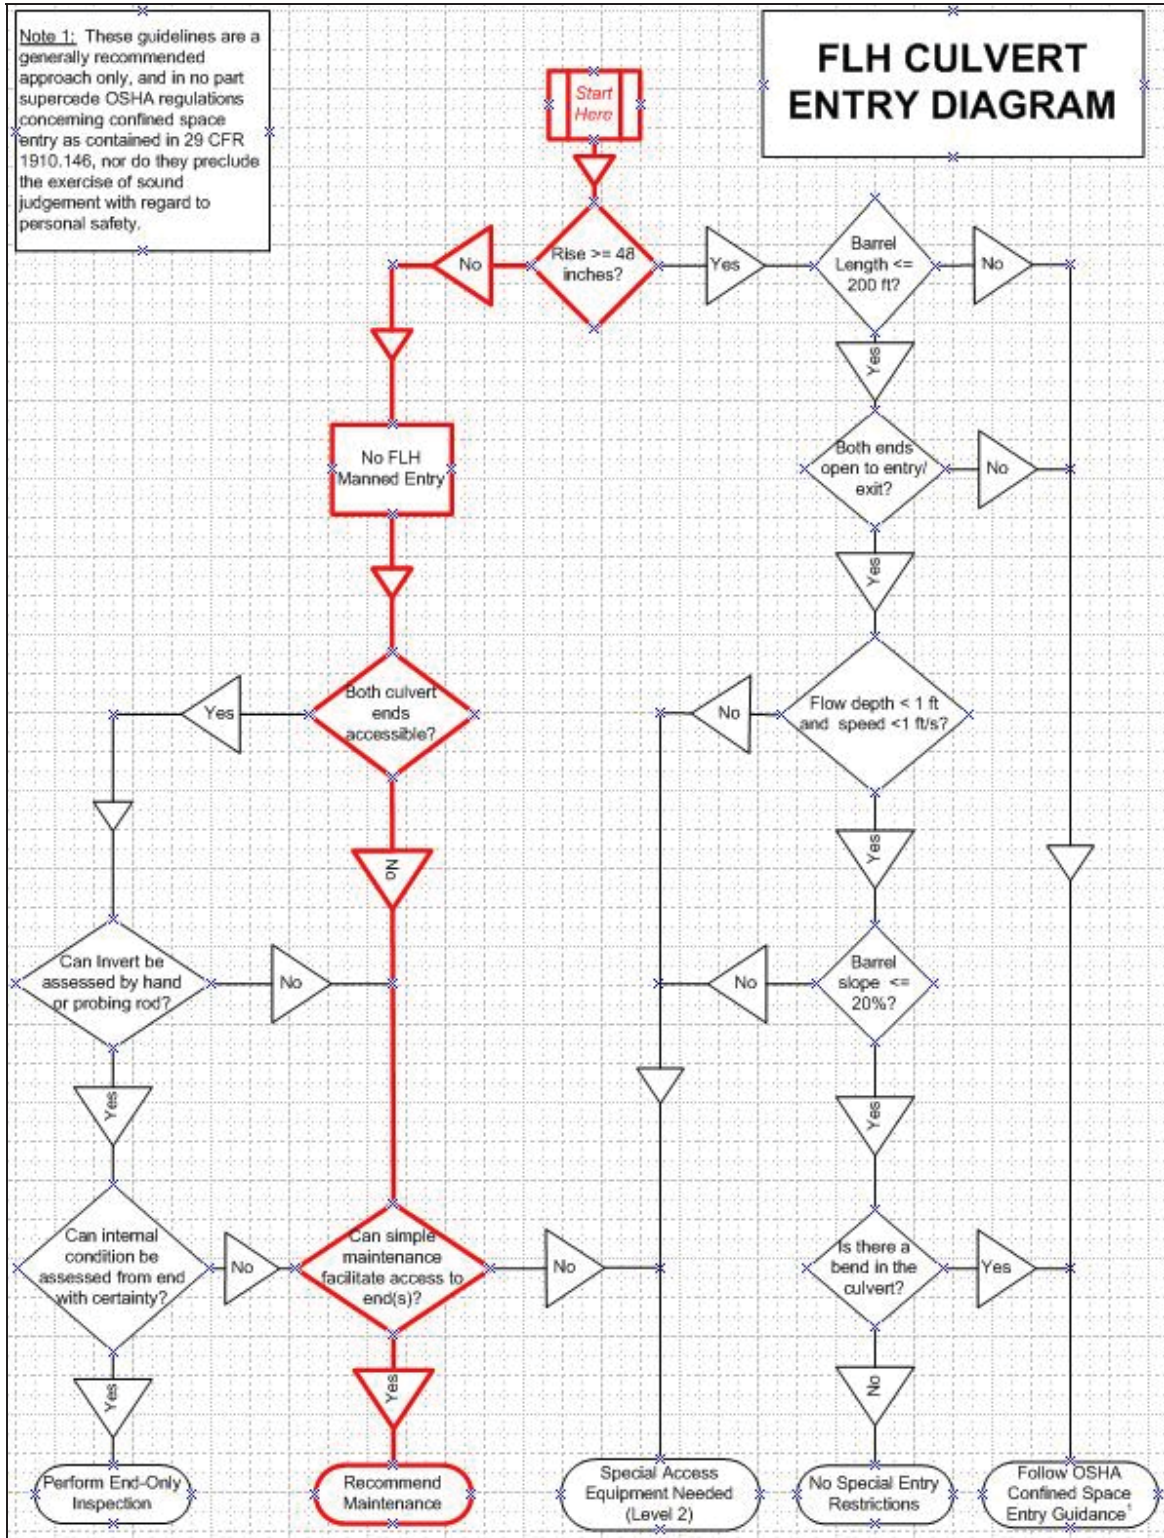 Note 1: These guidelines are a
generally recommended
approach only, and in no part
supercede OSHA regulations
concerning confined space
entry as contained in 29 CFR
1910.146, nor do they preclude
the exercise of sound
judgement with regard to
personal safety.
FLH CULVERT
ENTRY DIAGRAM
Start
Here
Rise >= 48
inches?
No
Yes
Barrel
Length <=
200 ft?
No
Yes
No FLH
Manned Entry
Both ends
open to entry/
exit?
No
Yes
Both culvert
ends
accessible?
Yes
No
Flow depth < 1 ft
and speed <1 ft/s?
No
Yes
Can Invert be
assessed by hand
or probing rod?
No
Yes
Barrel
slope <=
20%?
No
Yes
Can internal
condition be
assessed from end
with certainty?
No
Yes
Can simple
maintenance
facilitate access to
end(s)?
No
Yes
Is there a
bend in the
culvert?
Yes
No
Perform End-Only
Inspection
Recommend
Maintenance
Special Access
Equipment Needed
(Level 2)
No Special Entry
Restrictions
Follow OSHA
Confined Space
Entry Guidance¹